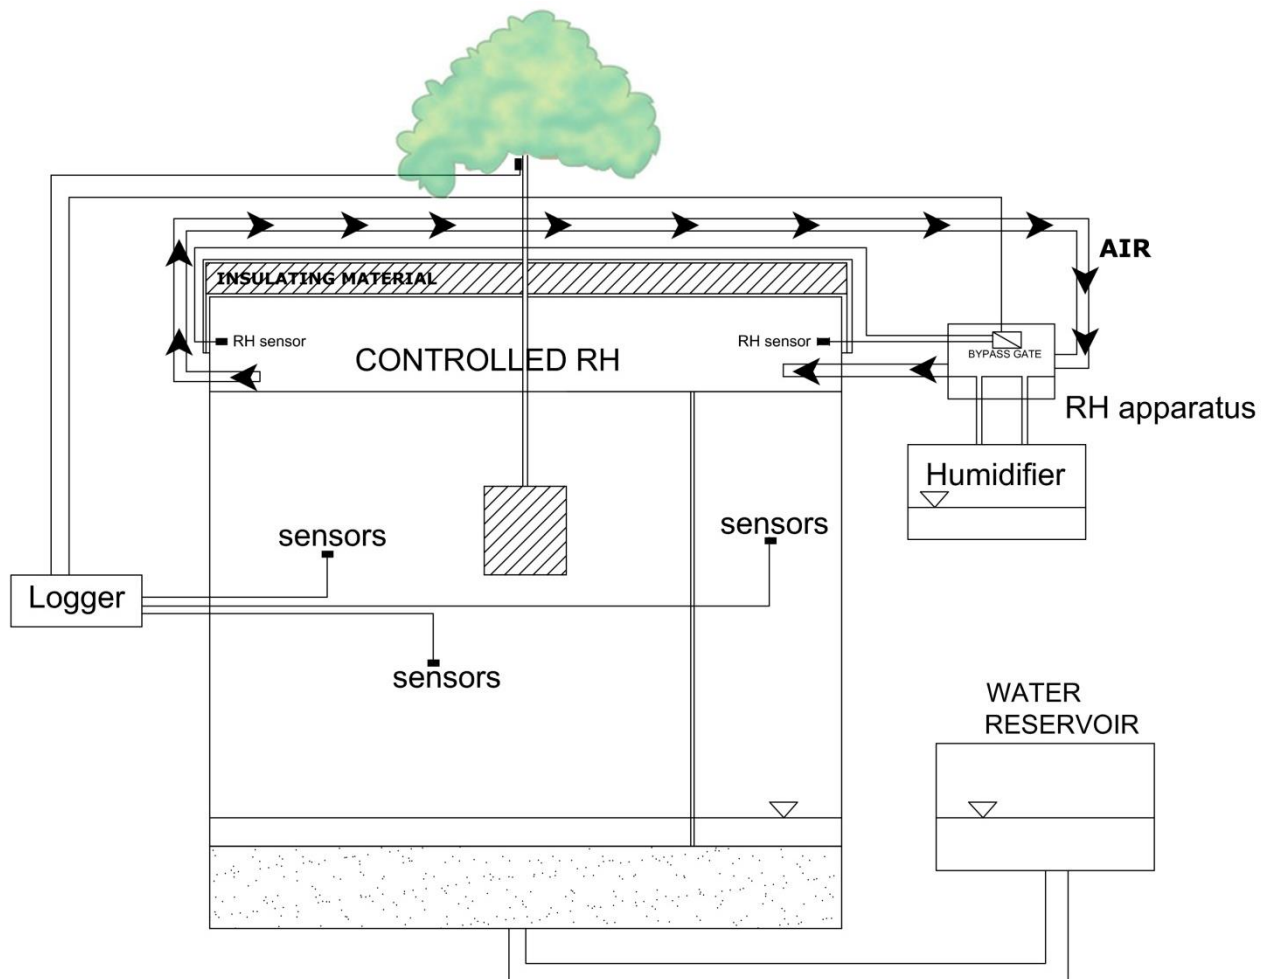 AIR
INSULATING MATERIAL
RH sensor
RH sensor
CONTROLLED RH
BYPASS GATE
RH apparatus
Humidifier
sensors
sensors
Logger
sensors
WATER
RESERVOIR